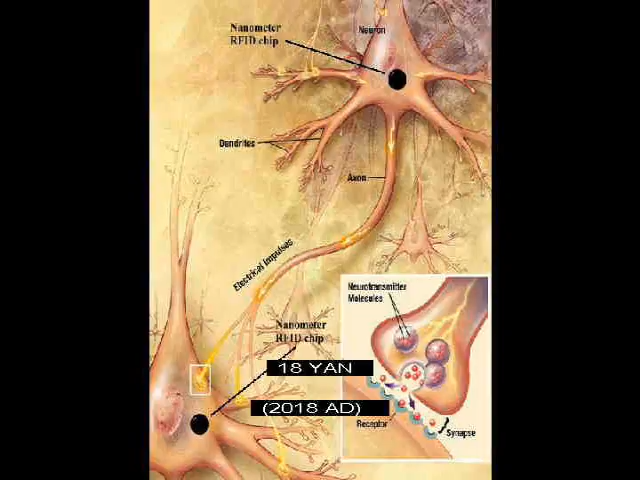 Nanometer
RFID chip
Neuron
Dendrites
Axon
Electrical Impulses
Neurotransmitter
Molecules
Nanometer
RFID chip
18 YAN
(2018 AD)
Receptor
Synapse